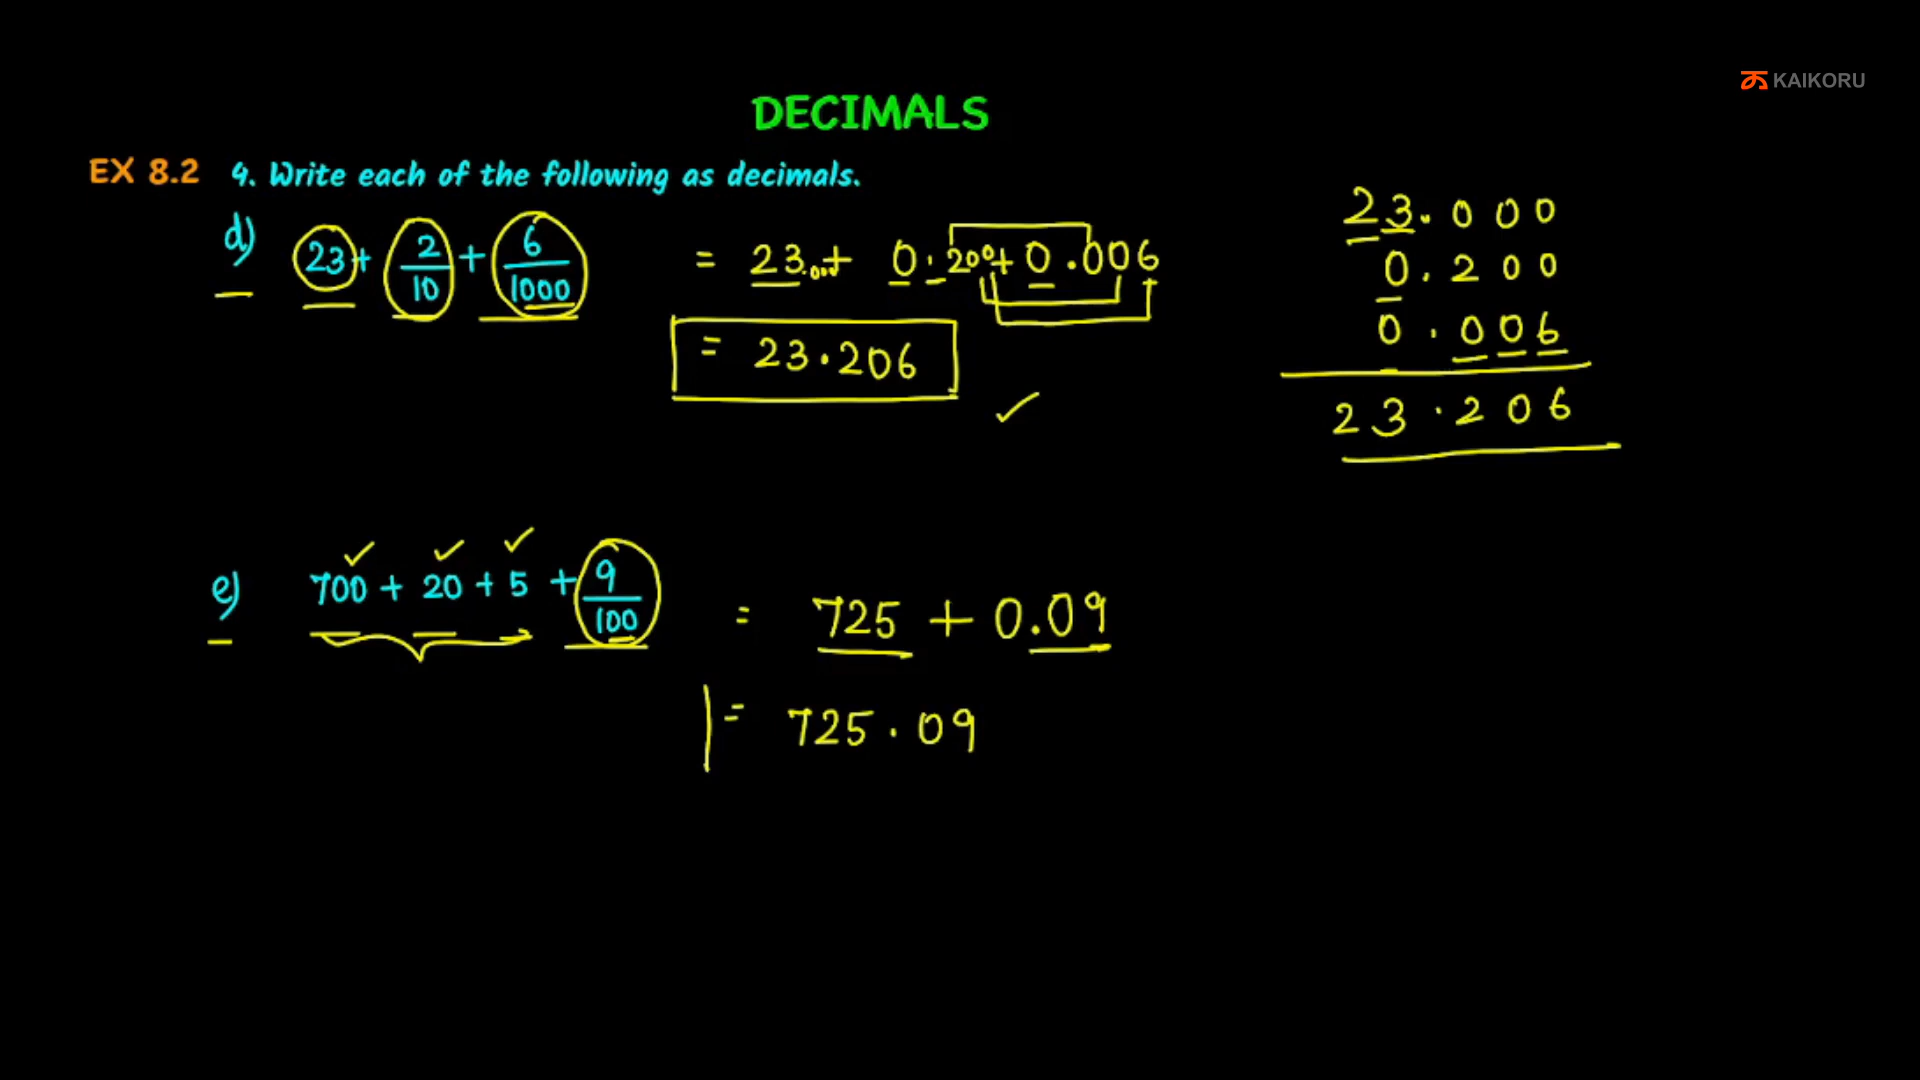 KAIKORU
DECIMALS
EX 8.2 4. Write each of the following as decimals.
d) 23 + 2/10 + 6/1000 = 23.000 + 0.200 + 0.006
= 23.206
23.000
0.200
0.006
23.206
e) 700 + 20 + 5 + 9/100 = 725 + 0.09
= 725.09